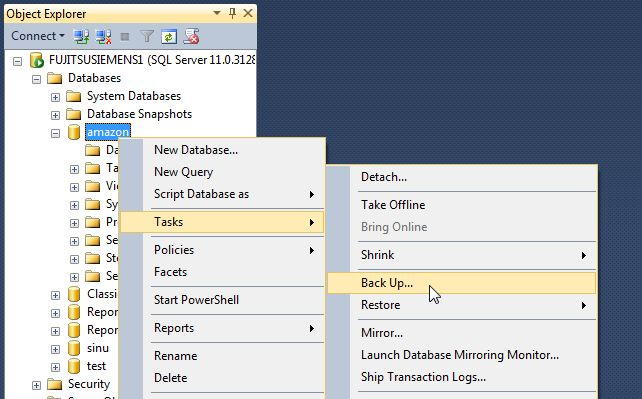 Object Explorer
Connect
FUJITSUSIEMENS1 (SQL Server 11.0.3128
Databases
System Databases
Database Snapshots
amazon
Da
Ta
Vie
Sy
Pr
Se
Sto
Se
Classi
Repor
Repor
sinu
test
Security
New Database...
New Query
Script Database as
Tasks
Policies
Facets
Start PowerShell
Reports
Rename
Delete
Detach...
Take Offline
Bring Online
Shrink
Back Up...
Restore
Mirror...
Launch Database Mirroring Monitor...
Ship Transaction Logs...